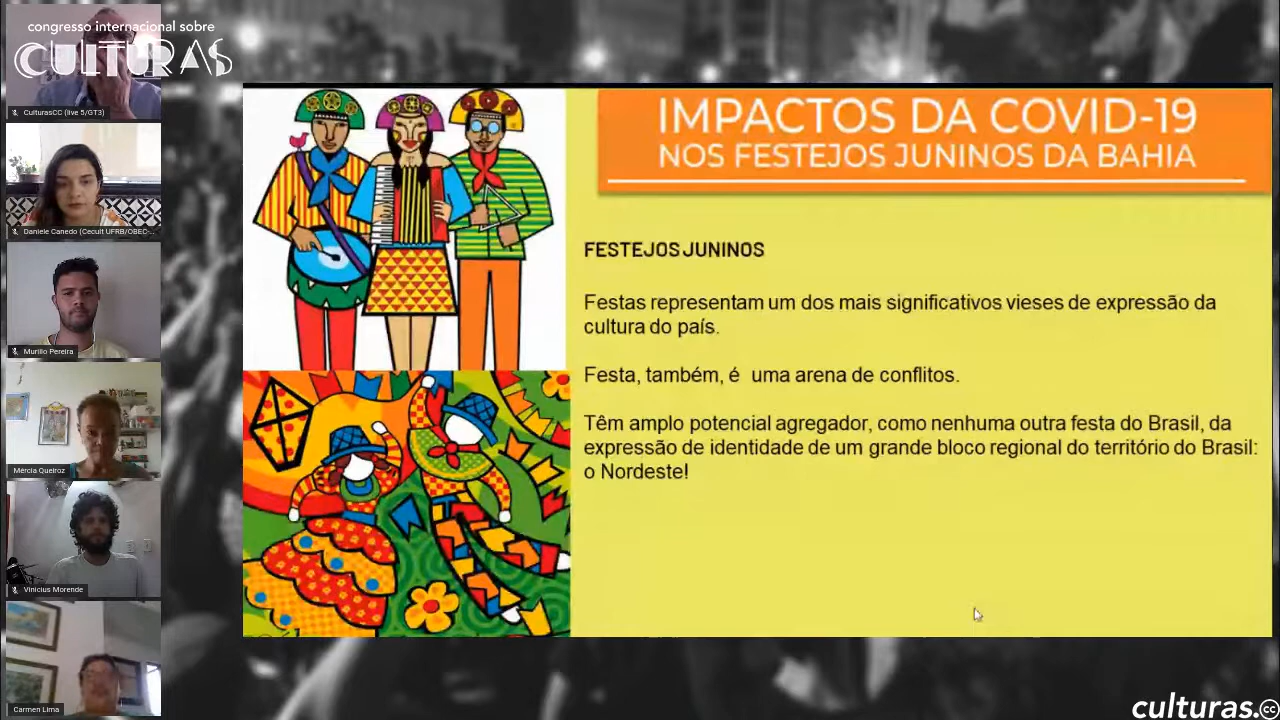 congresso internacional sobre
CULTURAS
CulturasCC (live 5/GT3)
Daniele Canedo (Cecult UFRB/OBEC-...
Murillo Pereira
Mércia Queiroz
Vinicius Morende
Carmen Lima
IMPACTOS DA COVID-19
NOS FESTEJOS JUNINOS DA BAHIA
FESTEJOS JUNINOS
Festas representam um dos mais significativos vieses de expressão da
cultura do país.
Festa, também, é uma arena de conflitos.
Têm amplo potencial agregador, como nenhuma outra festa do Brasil, da
expressão de identidade de um grande bloco regional do território do Brasil:
o Nordeste!
culturas.cc